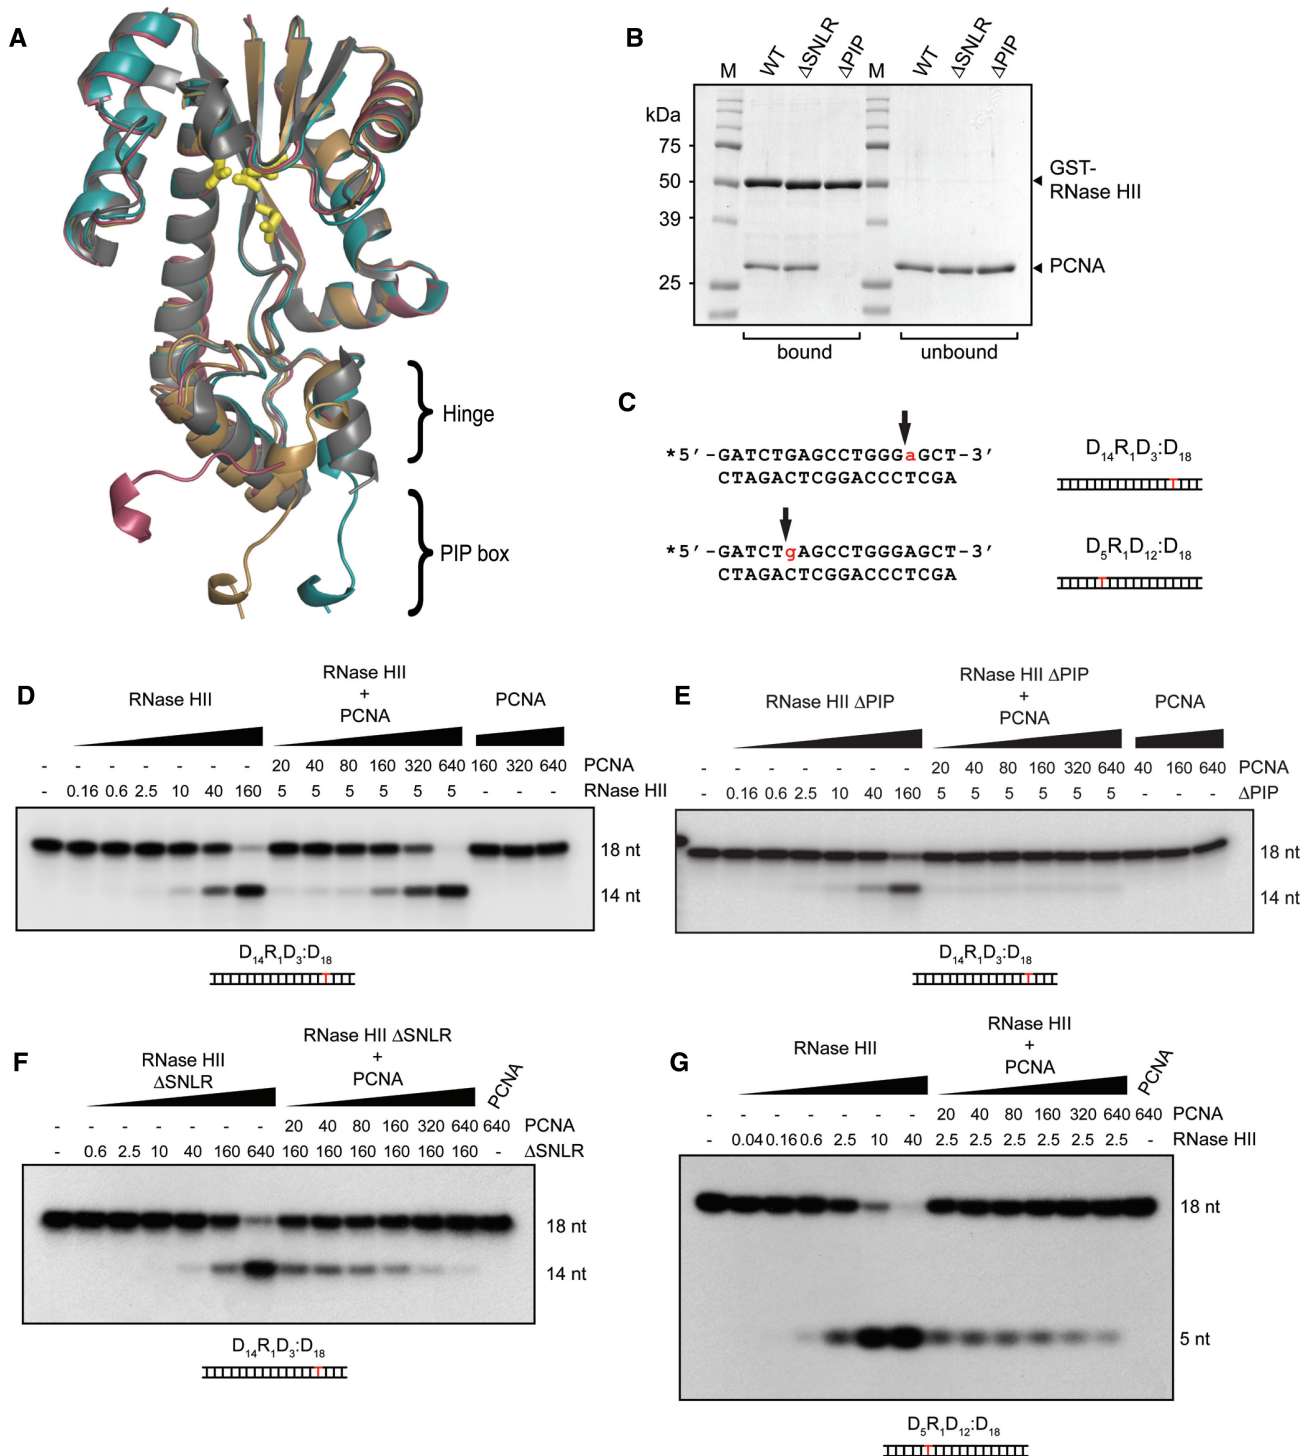 A
Hinge
PIP box
B
M WT ΔSNLR ΔPIP M WT ΔSNLR ΔPIP
kDa
75
50
39
25
GST-
RNase HII
PCNA
bound unbound
C
*5′-GATCTGAGCCTGGGaGCT-3′
CTAGACTCGGACCCTCGA
D14R1D3:D18
*5′-GATCTgAGCCTGGGAGCT-3′
CTAGACTCGGACCCTCGA
D5R1D12:D18
D
RNase HII
RNase HII
+
PCNA
PCNA
- - - - - - - 20 40 80 160 320 640 160 320 640 PCNA
- 0.16 0.6 2.5 10 40 160 5 5 5 5 5 5 - - - RNase HII
18 nt
14 nt
D14R1D3:D18
E
RNase HII ΔPIP
RNase HII ΔPIP
+
PCNA
PCNA
- - - - - - - 20 40 80 160 320 640 40 160 640 PCNA
- 0.16 0.6 2.5 10 40 160 5 5 5 5 5 5 - - - ΔPIP
18 nt
14 nt
D14R1D3:D18
F
RNase HII
ΔSNLR
RNase HII ΔSNLR
+
PCNA
PCNA
- - - - - - - 20 40 80 160 320 640 640 PCNA
- 0.6 2.5 10 40 160 640 160 160 160 160 160 160 - ΔSNLR
18 nt
14 nt
D14R1D3:D18
G
RNase HII
RNase HII
+
PCNA
PCNA
- - - - - - - 20 40 80 160 320 640 640 PCNA
- 0.04 0.16 0.6 2.5 10 40 2.5 2.5 2.5 2.5 2.5 2.5 - RNase HII
18 nt
5 nt
D5R1D12:D18